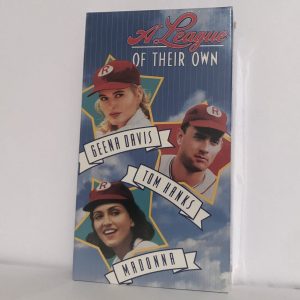 A League
OF THEIR OWN
R
GEENA DAVIS
R
TOM HANKS
R
MADONNA